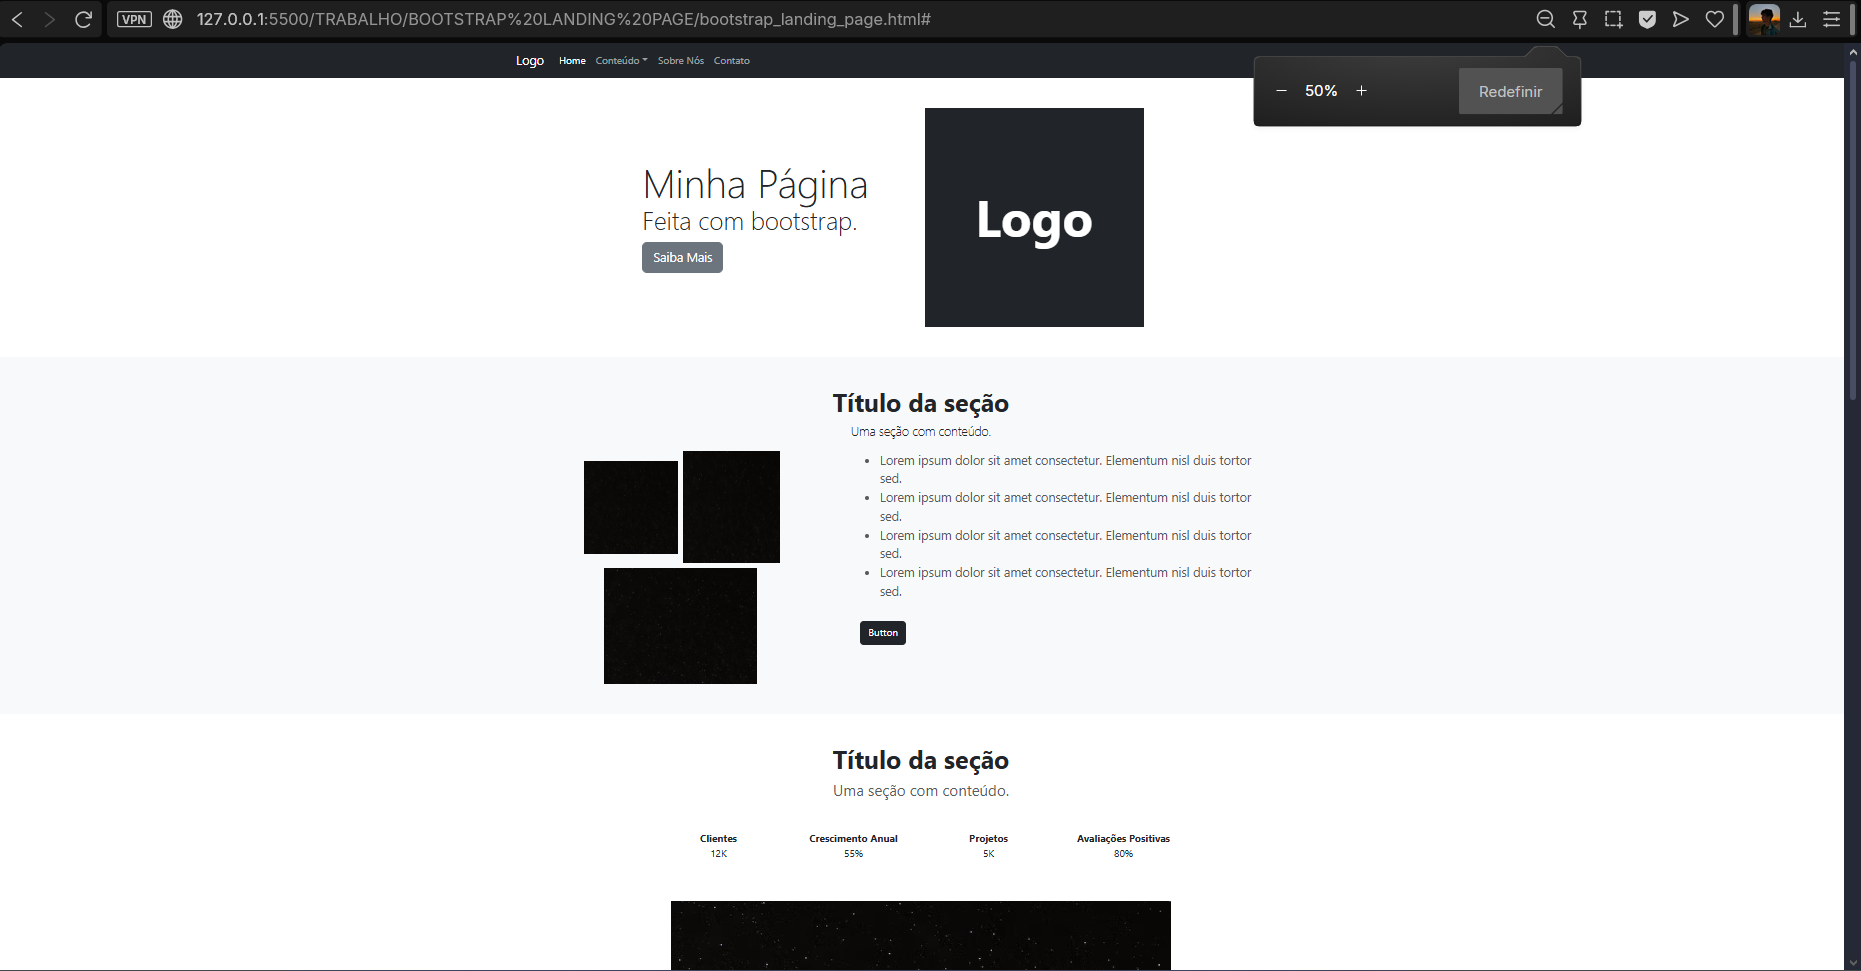 VPN
127.0.0.1:5500/TRABALHO/BOOTSTRAP%20LANDING%20PAGE/bootstrap_landing_page.html#
Logo Home Conteúdo Sobre Nós Contato
50%
Redefinir
Minha Página
Feita com bootstrap.
Saiba Mais
Logo
Título da seção
Uma seção com conteúdo.
Lorem ipsum dolor sit amet consectetur. Elementum nisl duis tortor
sed.
Lorem ipsum dolor sit amet consectetur. Elementum nisl duis tortor
sed.
Lorem ipsum dolor sit amet consectetur. Elementum nisl duis tortor
sed.
Lorem ipsum dolor sit amet consectetur. Elementum nisl duis tortor
sed.
Button
Título da seção
Uma seção com conteúdo.
Clientes Crescimento Anual Projetos Avaliações Positivas
12K 55% 5K 80%